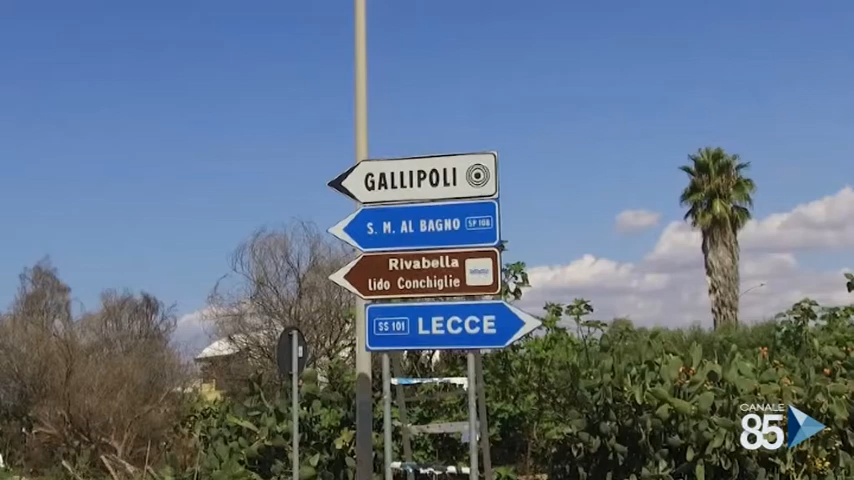 GALLIPOLI
S. M. AL BAGNO SP 108
Rivabella
lido Conchiglie
SS 101 LECCE
CANALE
85